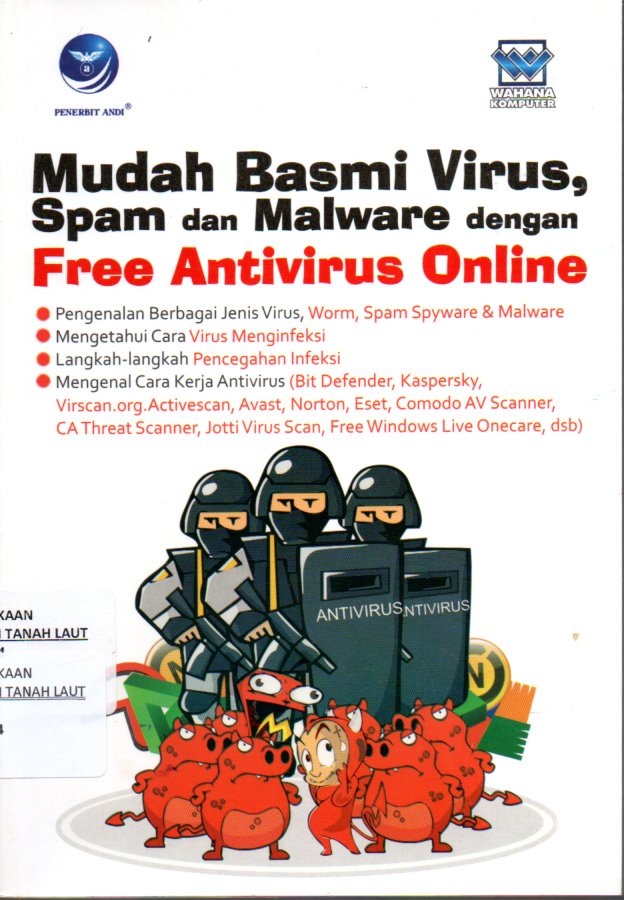 PENERBIT ANDI®
WAHANA
KOMPUTER
Mudah Basmi Virus,
Spam dan Malware dengan
Free Antivirus Online
Pengenalan Berbagai Jenis Virus, Worm, Spam Spyware & Malware
Mengetahui Cara Virus Menginfeksi
Langkah-langkah Pencegahan Infeksi
Mengenal Cara Kerja Antivirus (Bit Defender, Kaspersky,
Virscan.org.Activescan, Avast, Norton, Eset, Comodo AV Scanner,
CA Threat Scanner, Jotti Virus Scan, Free Windows Live Onecare, dsb)
ANTIVIRUS
ANTIVIRUS
KAAN
TANAH LAUT
KAAN
TANAH LAUT
4